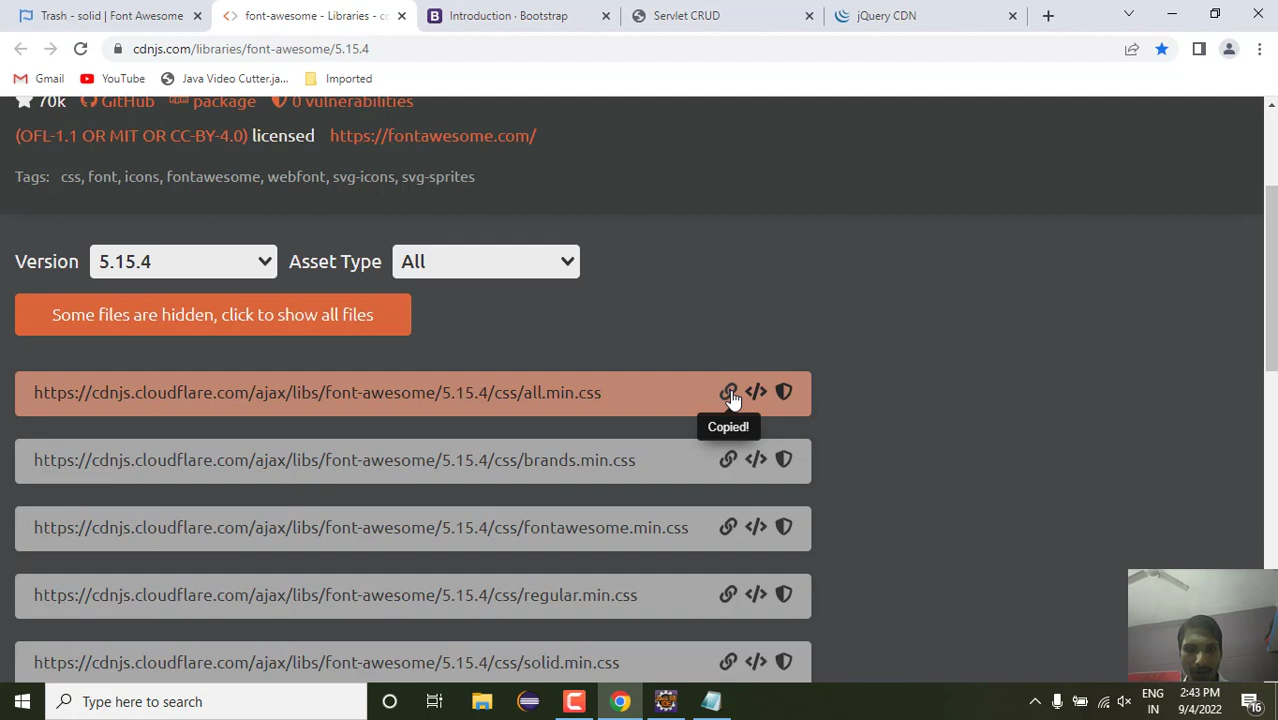 Trash - solid | Font Awesome
font-awesome - Libraries - cd
Introduction · Bootstrap
Servlet CRUD
jQuery CDN
cdnjs.com/libraries/font-awesome/5.15.4
Gmail
YouTube
Java Video Cutter.ja...
Imported
70k
GitHub
package
0 vulnerabilities
(OFL-1.1 OR MIT OR CC-BY-4.0) licensed
https://fontawesome.com/
Tags: css, font, icons, fontawesome, webfont, svg-icons, svg-sprites
Version 5.15.4
Asset Type All
Some files are hidden, click to show all files
https://cdnjs.cloudflare.com/ajax/libs/font-awesome/5.15.4/css/all.min.css
Copied!
https://cdnjs.cloudflare.com/ajax/libs/font-awesome/5.15.4/css/brands.min.css
https://cdnjs.cloudflare.com/ajax/libs/font-awesome/5.15.4/css/fontawesome.min.css
https://cdnjs.cloudflare.com/ajax/libs/font-awesome/5.15.4/css/regular.min.css
https://cdnjs.cloudflare.com/ajax/libs/font-awesome/5.15.4/css/solid.min.css
Type here to search
ENG
IN
2:43 PM
9/4/2022
16